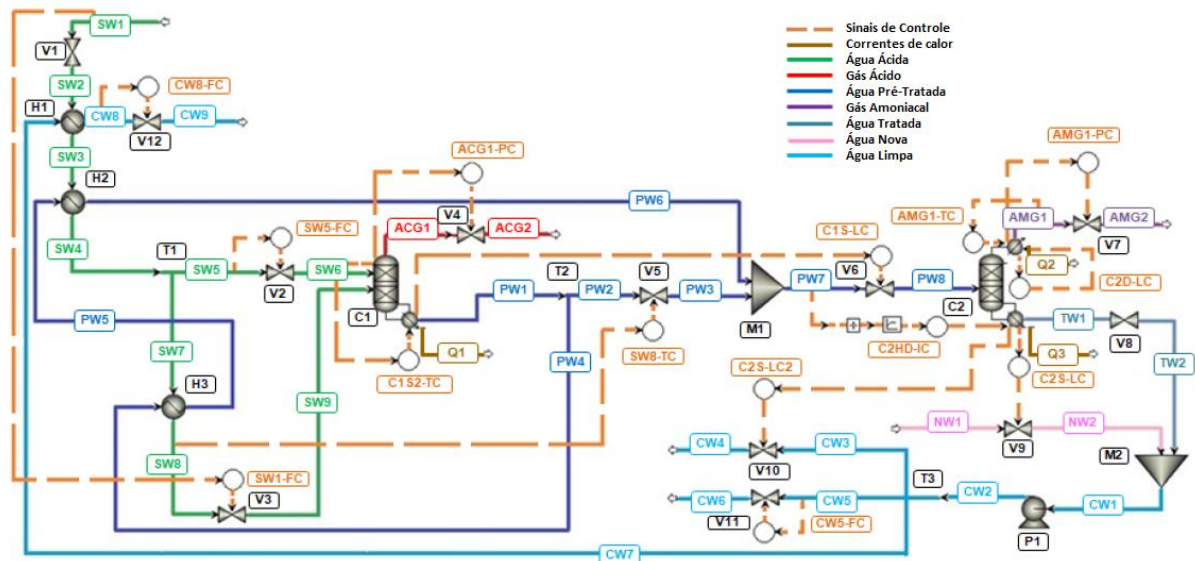 SW1
V1
SW2
H1
CW8-FC
CW8
CW9
V12
SW3
H2
SW4
T1
SW5
SW5-FC
V2
SW6
ACG1-PC
V4
ACG1
ACG2
C1
PW1
T2
PW2
V5
PW3
Q1
C1S2-TC
SW8-TC
PW4
PW5
PW6
SW7
H3
SW9
SW8
SW1-FC
V3
M1
C1S-LC
V6
PW7
PW8
C2HD-IC
C2
AMG1-TC
AMG1-PC
AMG1
AMG2
V7
Q2
C2D-LC
TW1
V8
TW2
Q3
C2S-LC
C2S-LC2
NW1
NW2
V9
M2
CW4
CW3
V10
T3
CW6
CW5
V11
CW5-FC
CW2
CW1
P1
CW7
Sinais de Controle
Correntes de calor
Água Ácida
Gás Ácido
Água Pré-Tratada
Gás Amoniacal
Água Tratada
Água Nova
Água Limpa